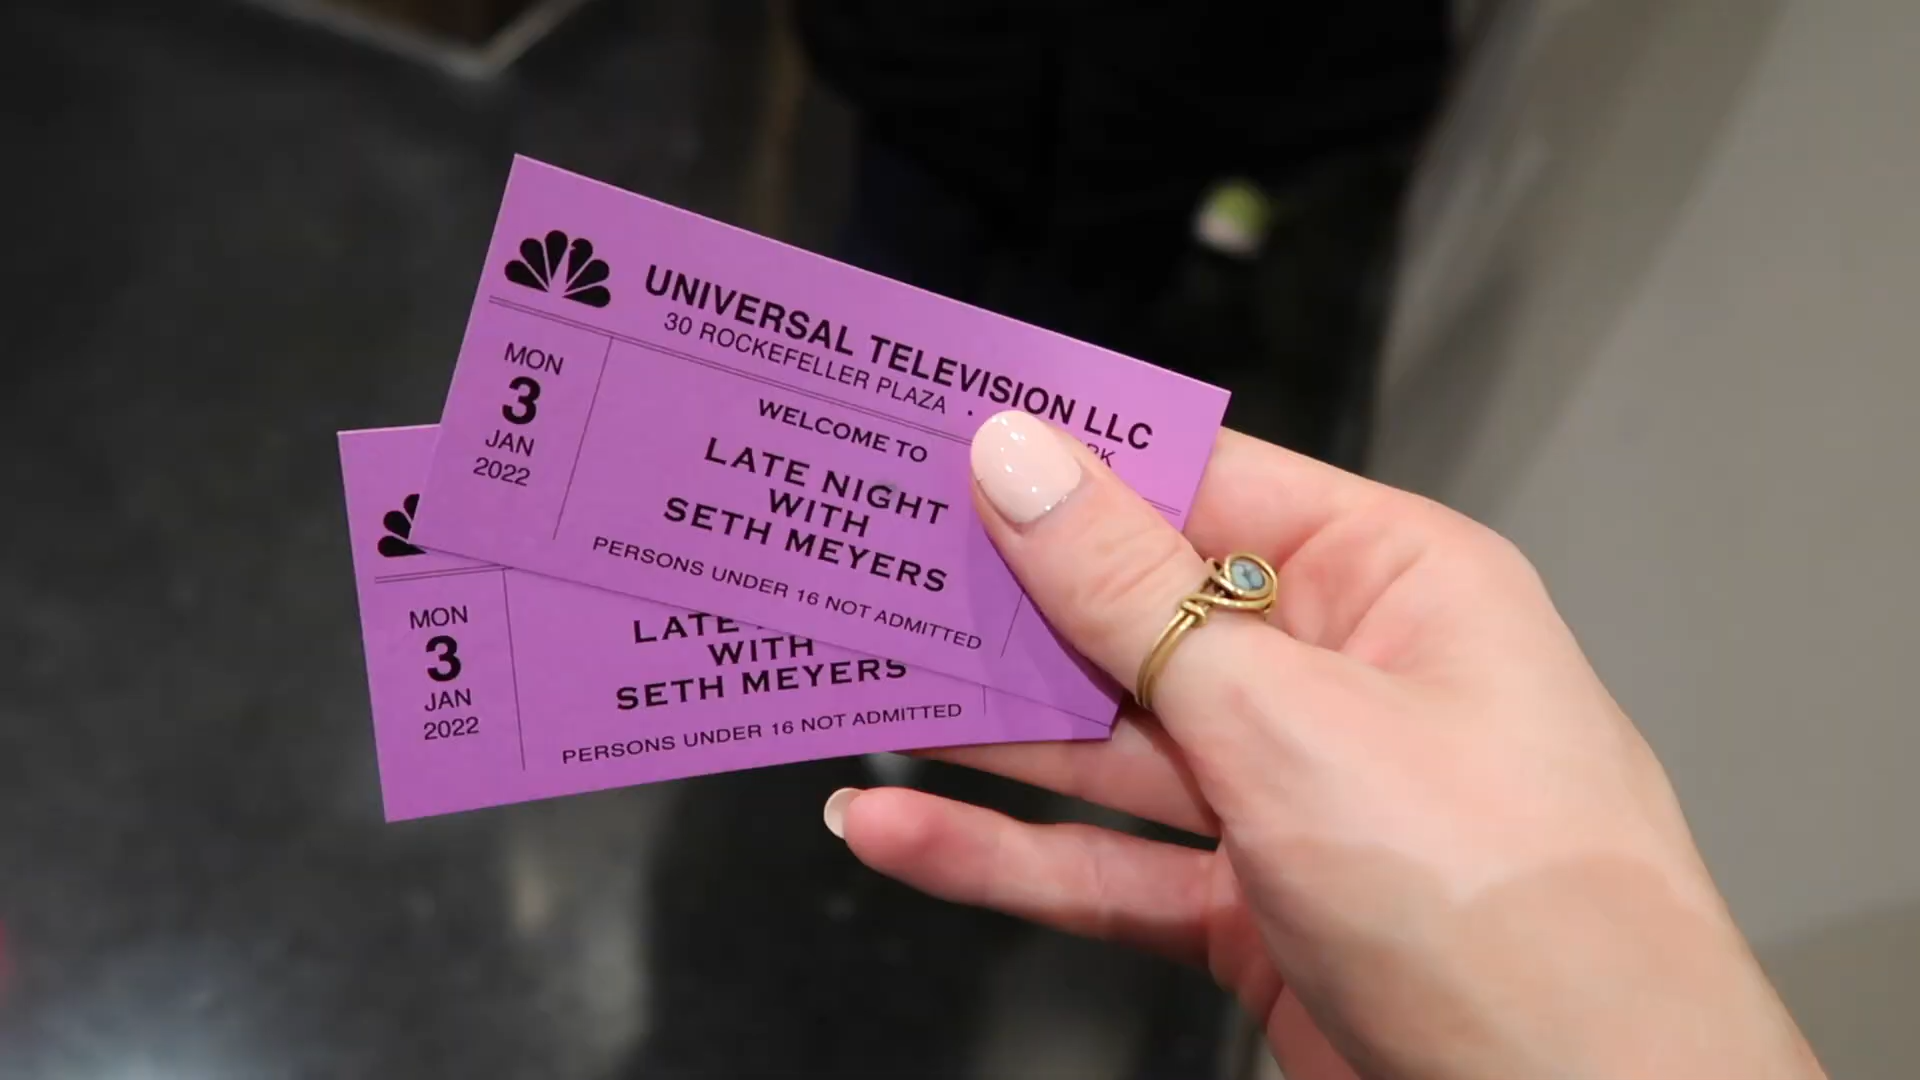 UNIVERSAL TELEVISION LLC
30 ROCKEFELLER PLAZA ·
MON
3
JAN
2022
WELCOME TO
LATE NIGHT
WITH
SETH MEYERS
PERSONS UNDER 16 NOT ADMITTED
MON
3
JAN
2022
LATE
WITH
SETH MEYERS
PERSONS UNDER 16 NOT ADMITTED